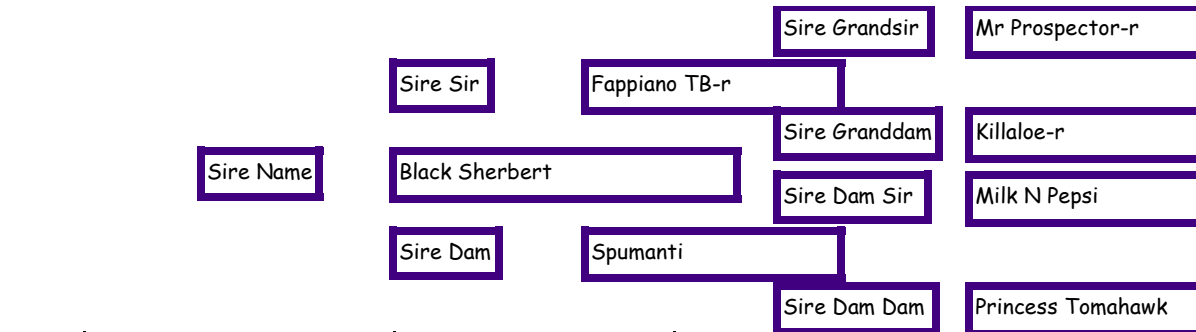 Sire Grandsir Mr Prospector-r
Sire Sir Fappiano TB-r
Sire Granddam Killaloe-r
Sire Name Black Sherbert
Sire Dam Sir Milk N Pepsi
Sire Dam Spumanti
Sire Dam Dam Princess Tomahawk